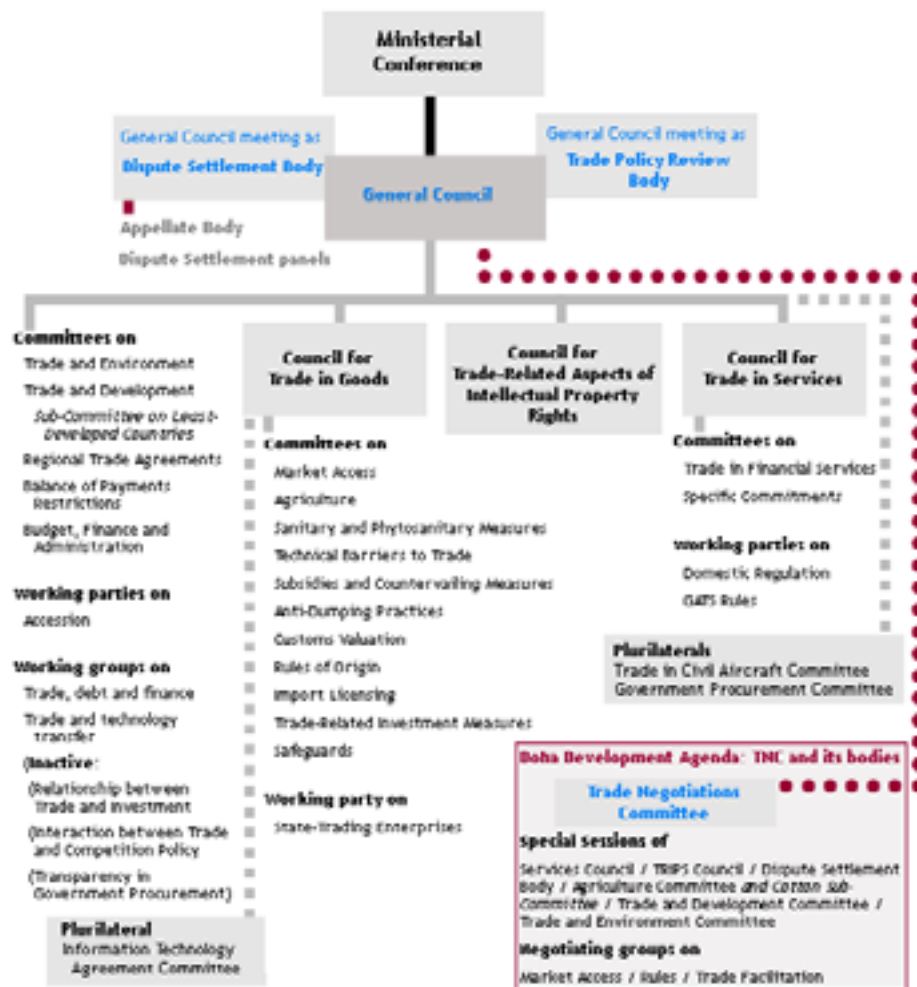 Ministerial
Conference
General Council meeting as
Dispute Settlement Body
General Council meeting as
Trade Policy Review
Body
General Council
Appellate Body
Dispute Settlement panels
Committees on
Trade and Environment
Trade and Development
Sub-Committee on Least-
Developed Countries
Regional Trade Agreements
Balance of Payments
Restrictions
Budget, Finance and
Administration
Working parties on
Accession
Working groups on
Trade, debt and finance
Trade and technology
transfer
(Inactive:
(Relationship between
Trade and Investment
(Interaction between Trade
and Competition Policy
(Transparency in
Government Procurement)
Plurilateral
Information Technology
Agreement Committee
Council for
Trade in Goods
Committees on
Market Access
Agriculture
Sanitary and Phytosanitary Measures
Technical Barriers to Trade
Subsidies and Countervailing Measures
Anti-Dumping Practices
Customs Valuation
Rules of Origin
Import Licensing
Trade-Related Investment Measures
Safeguards
Working party on
State-Trading Enterprises
Council for
Trade-Related Aspects of
Intellectual Property
Rights
Council for
Trade in Services
Committees on
Trade in Financial Services
Specific Commitments
Working parties on
Domestic Regulation
GATS Rules
Plurilaterals
Trade in Civil Aircraft Committee
Government Procurement Committee
Doha Development Agenda: TNC and its bodies
Trade Negotiations
Committee
Special Sessions of
Services Council / TRIPS Council / Dispute Settlement
Body / Agriculture Committee and Cotton Sub-
Committee / Trade and Development Committee /
Trade and Environment Committee
Negotiating groups on
Market Access / Rules / Trade Facilitation